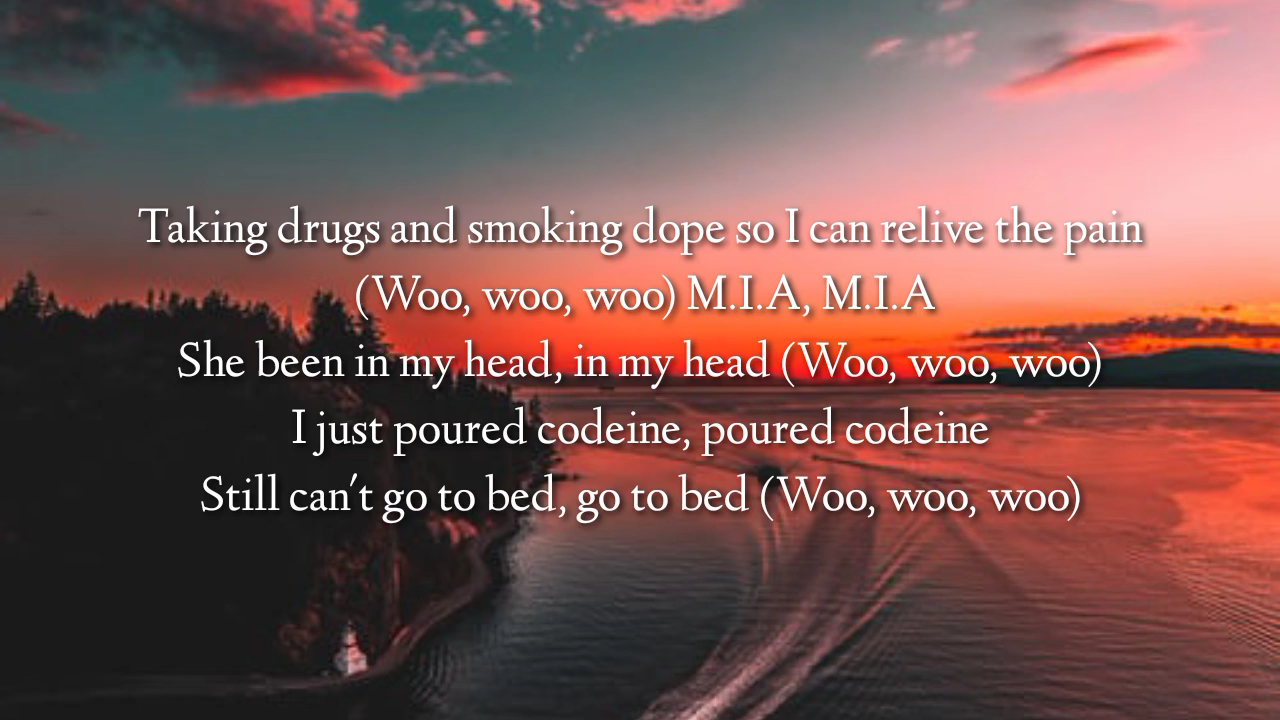 Taking drugs and smoking dope so I can relive the pain
(Woo, woo, woo) M.I.A, M.I.A
She been in my head, in my head (Woo, woo, woo)
I just poured codeine, poured codeine
Still can't go to bed, go to bed (Woo, woo, woo)